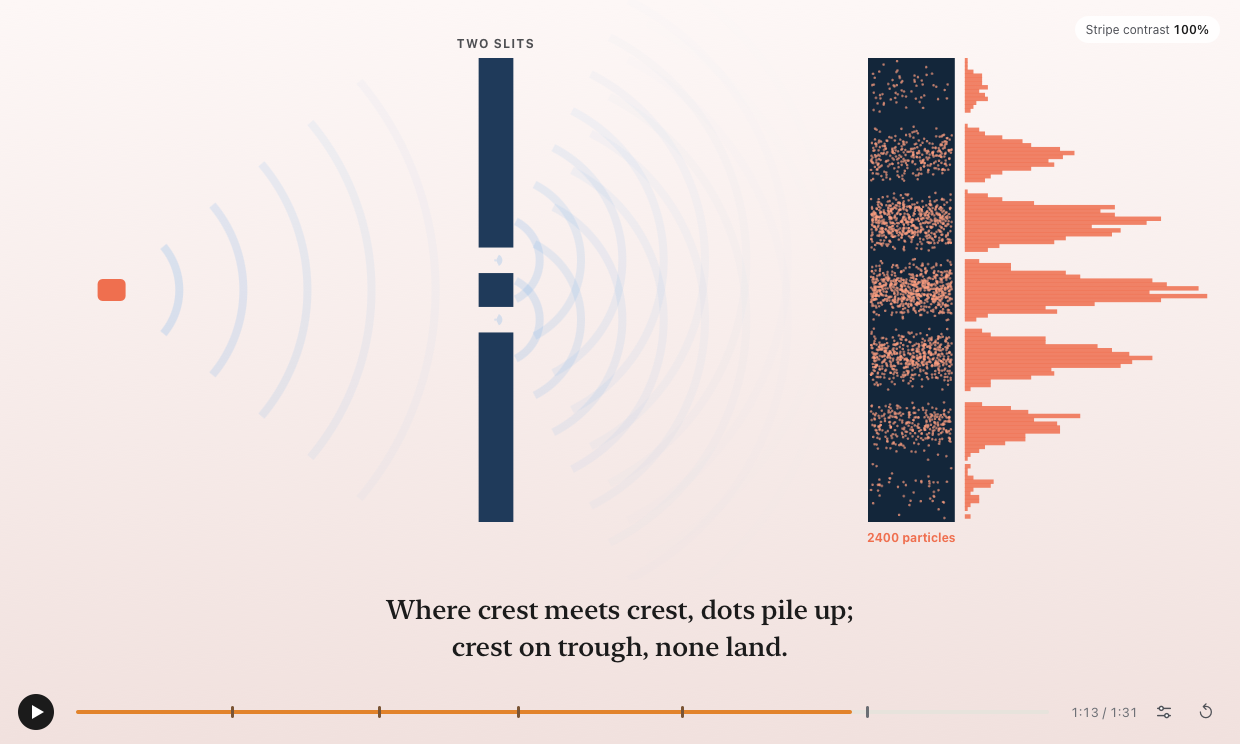 Stripe contrast 100%
TWO SLITS
2400 particles
Where crest meets crest, dots pile up;
crest on trough, none land.
1:13 / 1:31